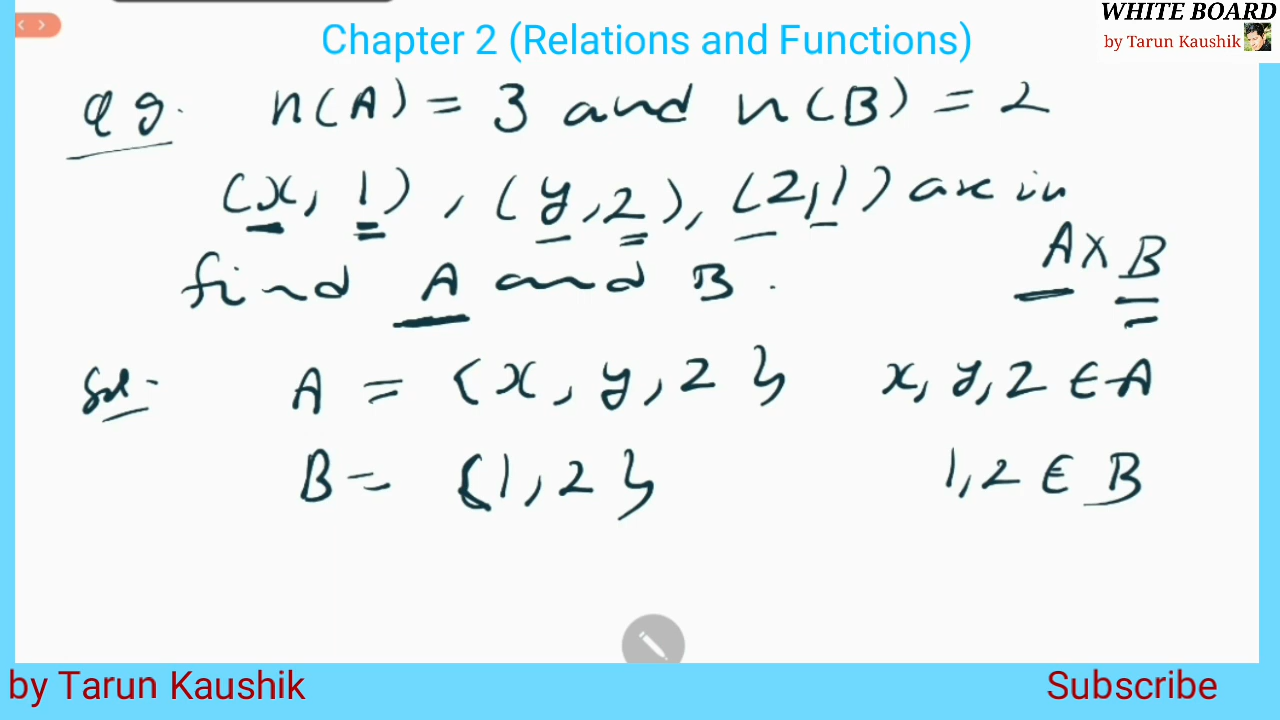 WHITE BOARD
by Tarun Kaushik
Chapter 2 (Relations and Functions)
Q 9. n(A) = 3 and n(B) = 2
(x, 1), (y, 2), (z, 1) are in
A × B
find A and B.
Sol- A = {x, y, z} x, y, z ∈ A
B = {1, 2} 1, 2 ∈ B
by Tarun Kaushik
Subscribe